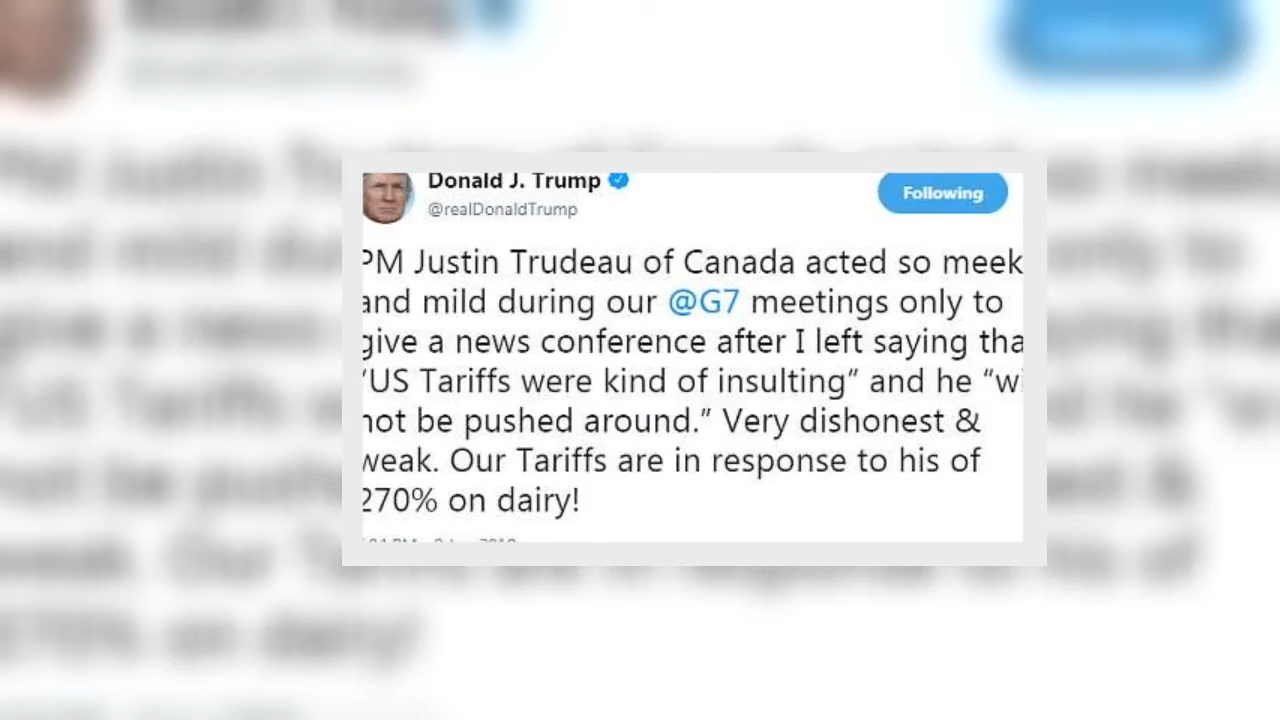 Donald J. Trump
@realDonaldTrump
Following
PM Justin Trudeau of Canada acted so meek
and mild during our @G7 meetings only to
give a news conference after I left saying tha
"US Tariffs were kind of insulting" and he "wi
not be pushed around." Very dishonest &
weak. Our Tariffs are in response to his of
270% on dairy!